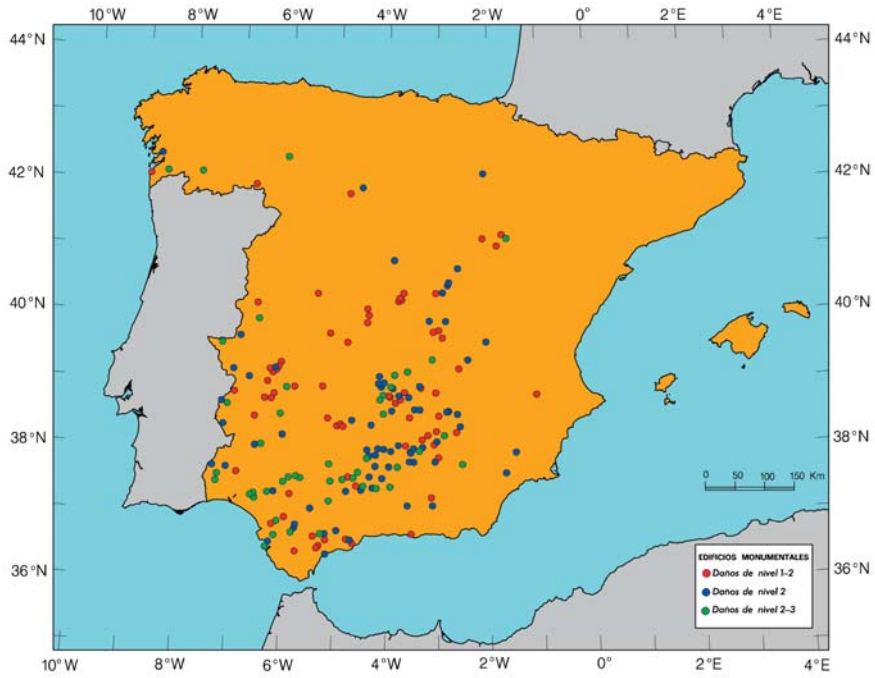 10°W 8°W 6°W 4°W 2°W 0° 2°E 4°E
44°N 44°N
42°N 42°N
40°N 40°N
38°N 38°N
0 50 100 150 Km
36°N 36°N
EDIFICIOS MONUMENTALES
Daños de nivel 1-2
Daños de nivel 2
Daños de nivel 2-3
10°W 8°W 6°W 4°W 2°W 0° 2°E 4°E